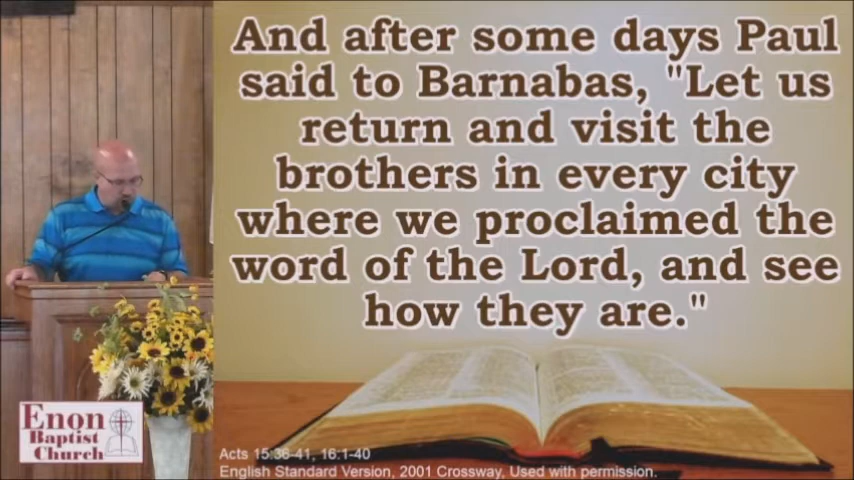 And after some days Paul
said to Barnabas, "Let us
return and visit the
brothers in every city
where we proclaimed the
word of the Lord, and see
how they are."
Enon
Baptist
Church
Acts 15:36-41, 16:1-40
English Standard Version, 2001 Crossway, Used with permission.